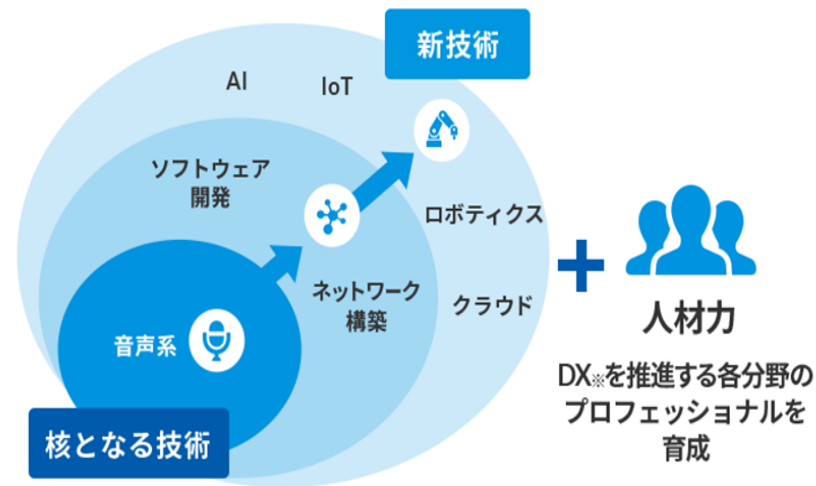 新技術
AI
IoT
ソフトウェア
開発
ロボティクス
ネットワーク
構築
クラウド
音声系
核となる技術
人材力
DX※を推進する各分野の
プロフェッショナルを
育成